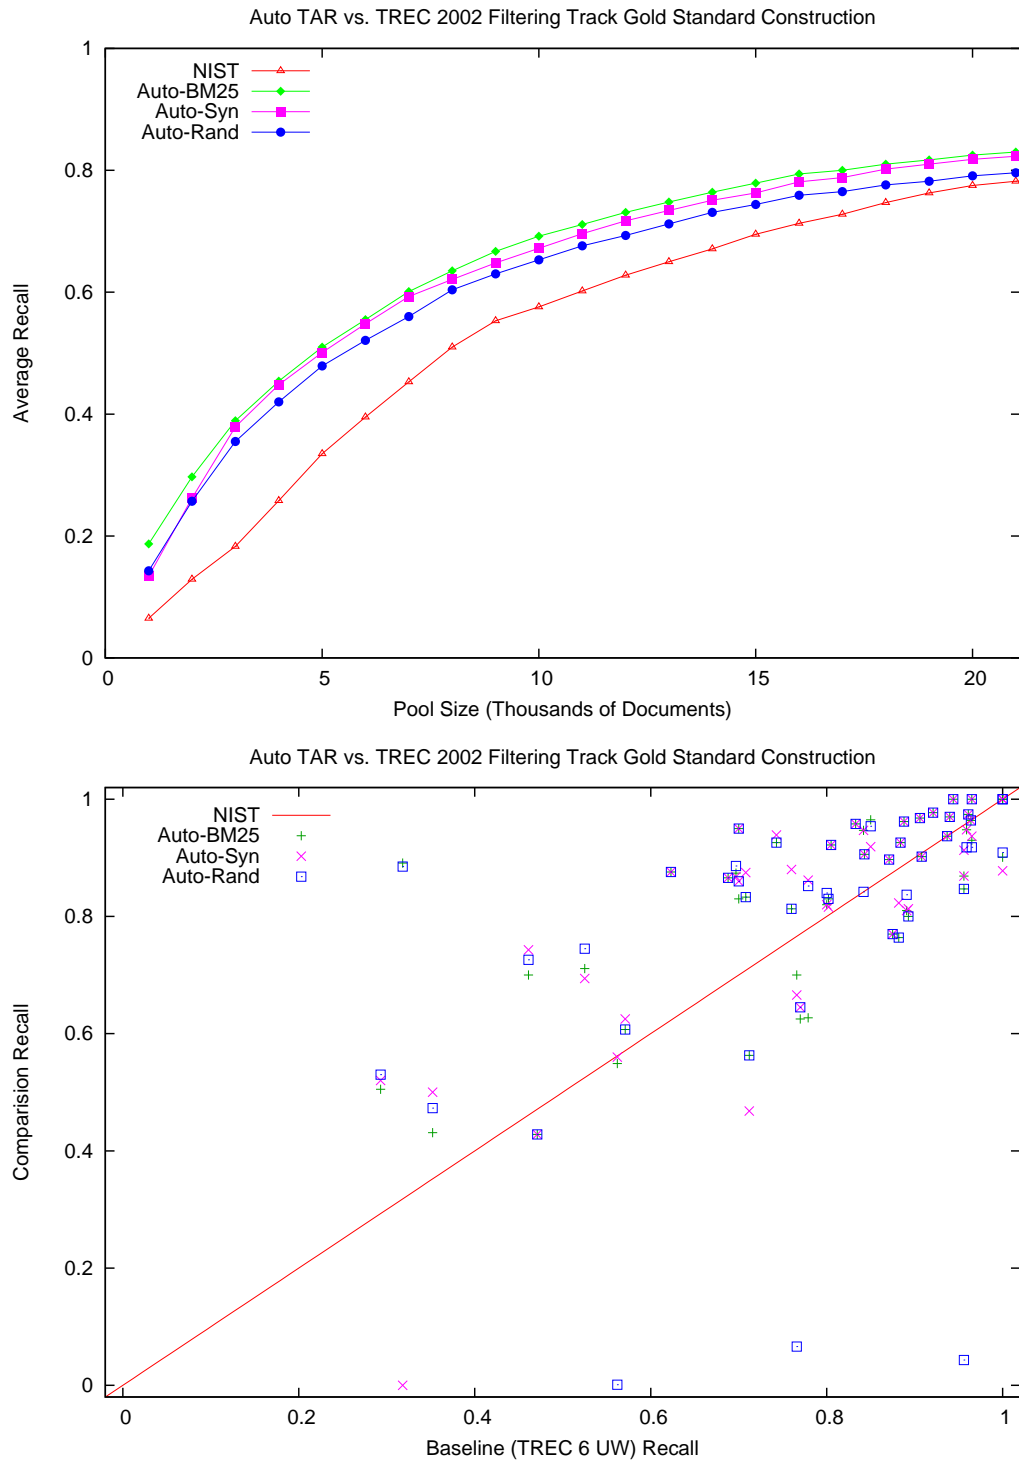 Auto TAR vs. TREC 2002 Filtering Track Gold Standard Construction
1
NIST
Auto-BM25
Auto-Syn
Auto-Rand
0.8
0.6
0.4
0.2
0
Average Recall
0 5 10 15 20
Pool Size (Thousands of Documents)
Auto TAR vs. TREC 2002 Filtering Track Gold Standard Construction
1
NIST
Auto-BM25
Auto-Syn
Auto-Rand
0.8
0.6
0.4
0.2
0
Comparision Recall
0 0.2 0.4 0.6 0.8 1
Baseline (TREC 6 UW) Recall